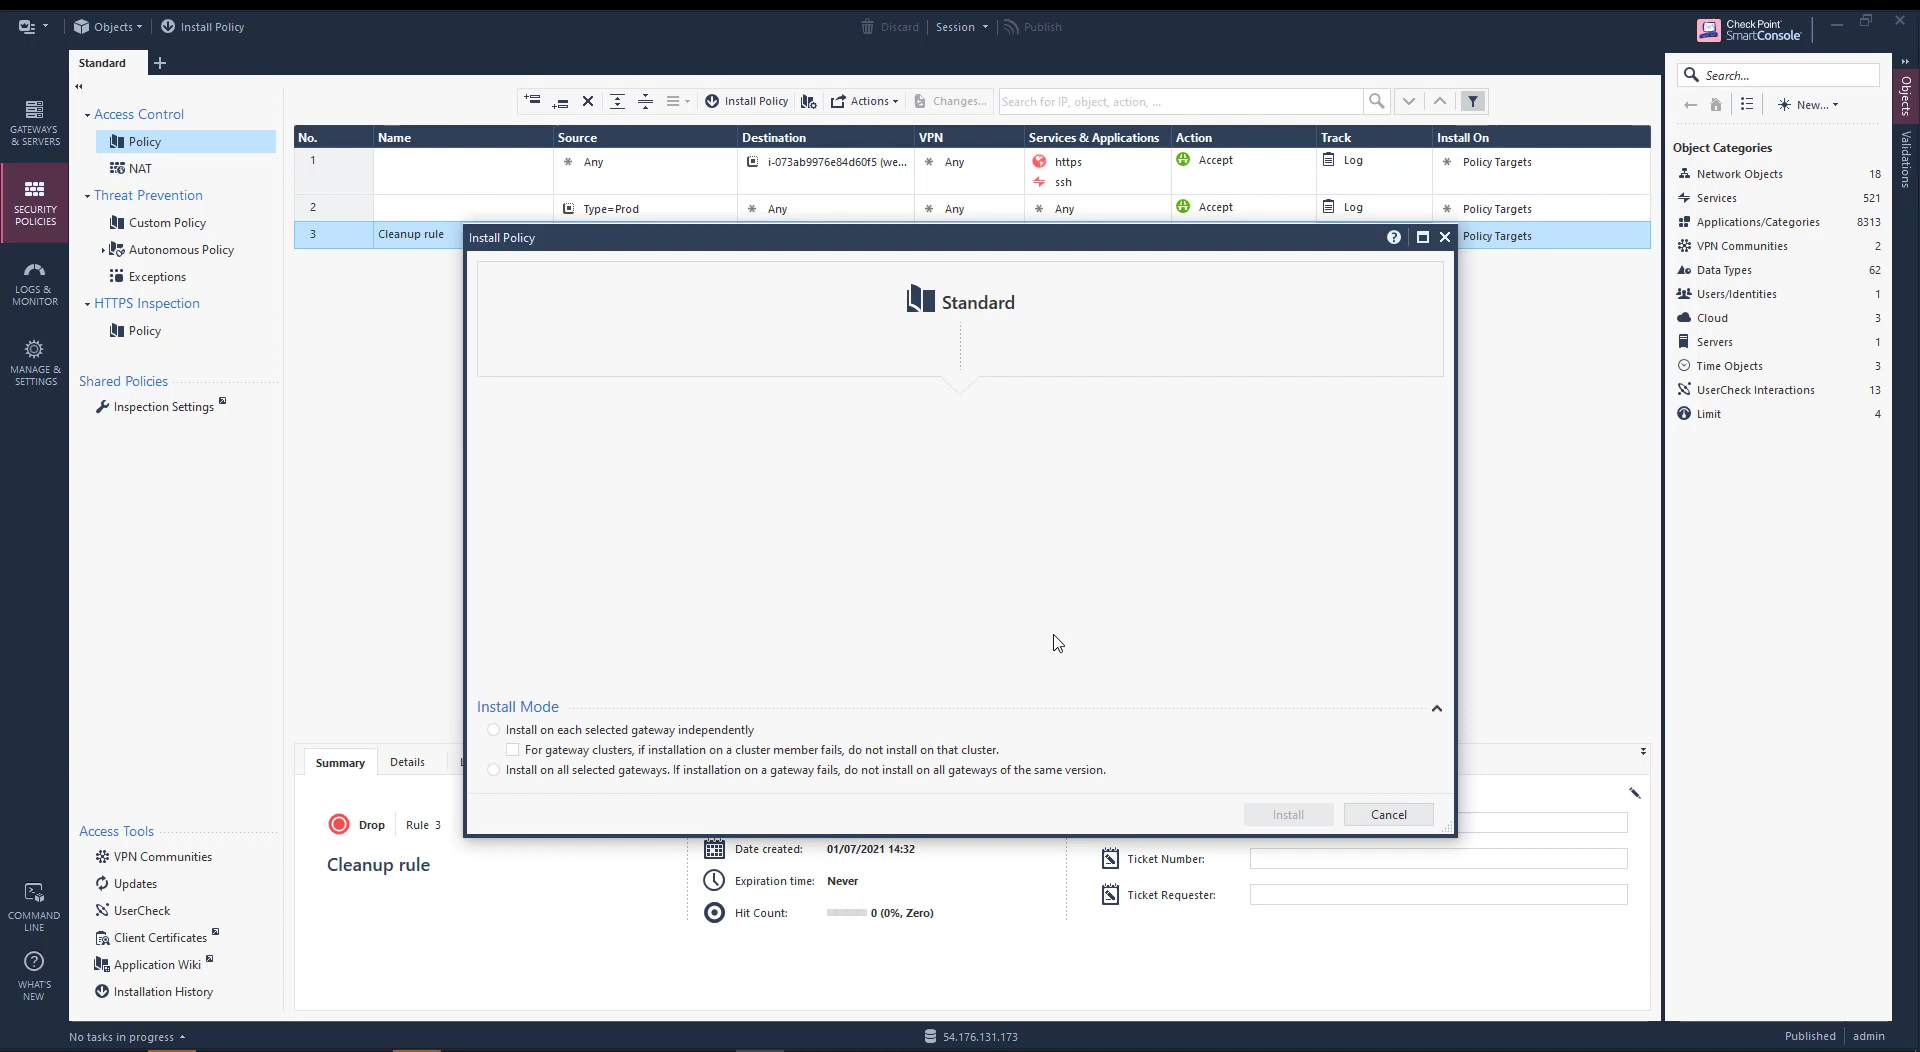 Objects
Install Policy
Discard
Session
Publish
Check Point
SmartConsole
Standard
GATEWAYS
& SERVERS
SECURITY
POLICIES
LOGS &
MONITOR
MANAGE &
SETTINGS
COMMAND
LINE
WHAT'S
NEW
Access Control
Policy
NAT
Threat Prevention
Custom Policy
Autonomous Policy
Exceptions
HTTPS Inspection
Policy
Shared Policies
Inspection Settings
Access Tools
VPN Communities
Updates
UserCheck
Client Certificates
Application Wiki
Installation History
Install Policy
Actions
Changes...
Search for IP, object, action, ...
No. Name Source Destination VPN Services & Applications Action Track Install On
1 Any i-073ab9976e84d60f5 (we... Any https Accept Log Policy Targets
ssh
2 Type=Prod Any Any Any Accept Log Policy Targets
3 Cleanup rule Policy Targets
Install Policy
Standard
Install Mode
Install on each selected gateway independently
For gateway clusters, if installation on a cluster member fails, do not install on that cluster.
Install on all selected gateways. If installation on a gateway fails, do not install on all gateways of the same version.
Install
Cancel
Summary
Details
Drop
Rule 3
Cleanup rule
Date created: 01/07/2021 14:32
Expiration time: Never
Hit Count: 0 (0%, Zero)
Ticket Number:
Ticket Requester:
Search...
New...
Object Categories
Network Objects 18
Services 521
Applications/Categories 8313
VPN Communities 2
Data Types 62
Users/Identities 1
Cloud 3
Servers 1
Time Objects 3
UserCheck Interactions 13
Limit 4
Objects
Validations
No tasks in progress
54.176.131.173
Published
admin